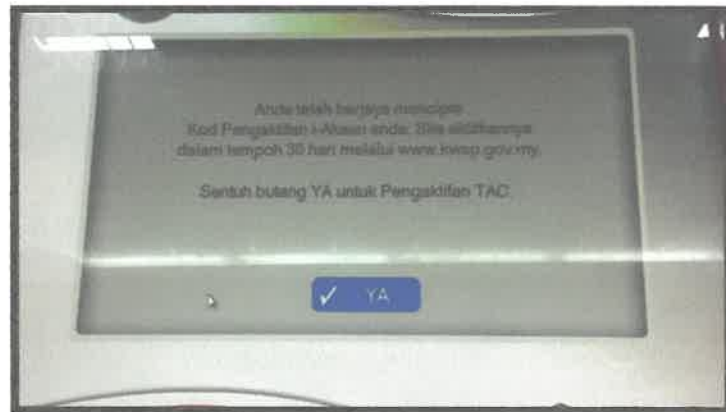 Anda telah berjaya mencipta
Kod Pengaktifan i-Akaun anda. Sila aktifkannya
dalam tempoh 30 hari melalui www.kwsp.gov.my.
Sentuh butang YA untuk Pengaktifan TAC.
YA